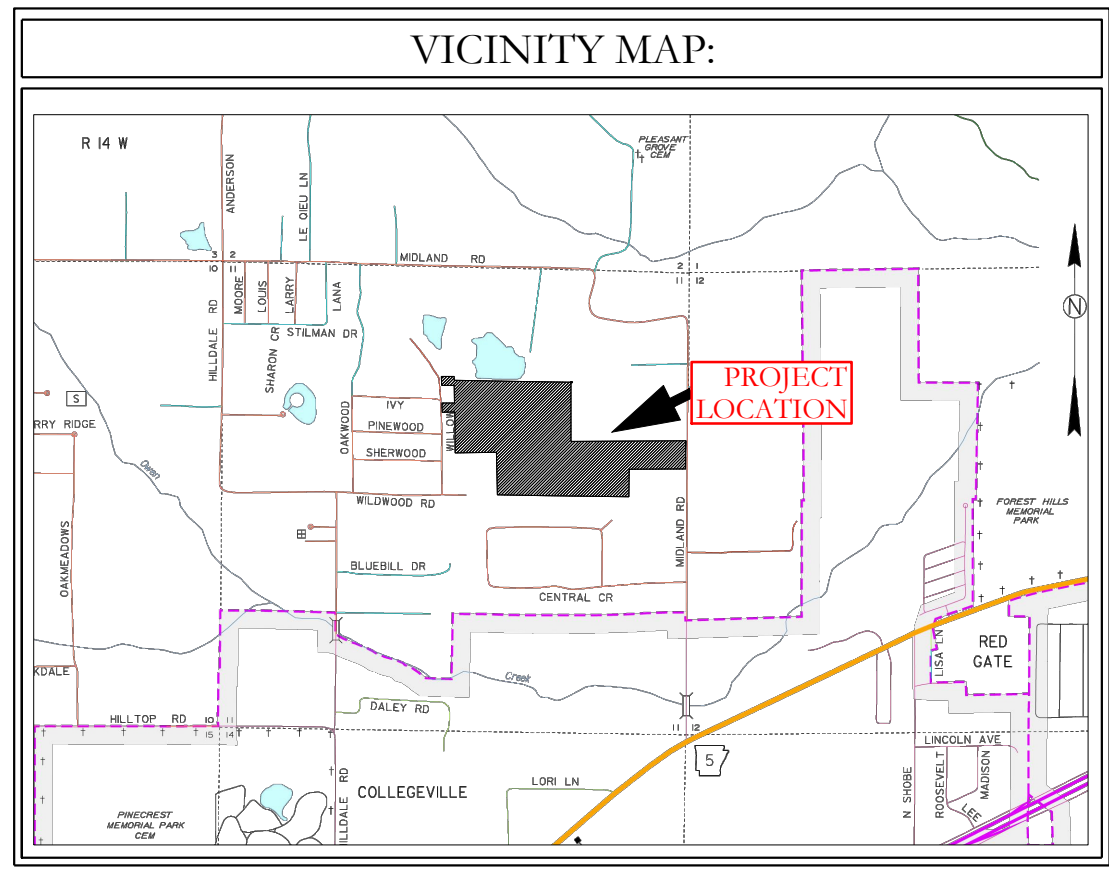 VICINITY MAP:
R 14 W
PLEASANT
GROVE
CEM
ANDERSON
LE QIEU LN
3 2
10 11
MIDLAND RD
2 1
11 12
HILLDALE RD
MOORE
LOUIS
LARRY
LANA
STILMAN DR
SHARON CR
N
PROJECT
LOCATION
S
IVY
PINEWOOD
SHERWOOD
OAKWOOD
WILLOW
RRY RIDGE
Owen
WILDWOOD RD
OAKMEADOWS
MIDLAND RD
FOREST HILLS
MEMORIAL
PARK
BLUEBILL DR
CENTRAL CR
LISA LN
RED
GATE
Creek
KDALE
DALEY RD
HILLTOP RD
10 11
15 14
11 12
5
LINCOLN AVE
COLLEGEVILLE
LORI LN
ILLDALE RD
N SHOBE
ROOSEVELT
MADISON
LEE
PINECREST
MEMORIAL PARK
CEM